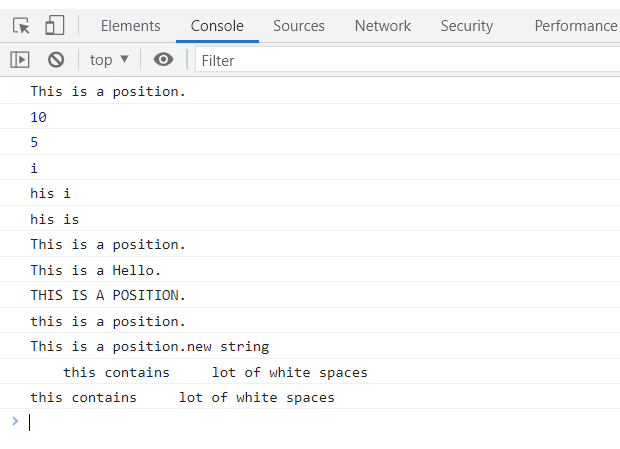 Elements Console Sources Network Security Performance
top ▼ Filter
This is a position.
10
5
i
his i
his is
This is a position.
This is a Hello.
THIS IS A POSITION.
this is a position.
This is a position.new string
    this contains     lot of white spaces
this contains     lot of white spaces
>